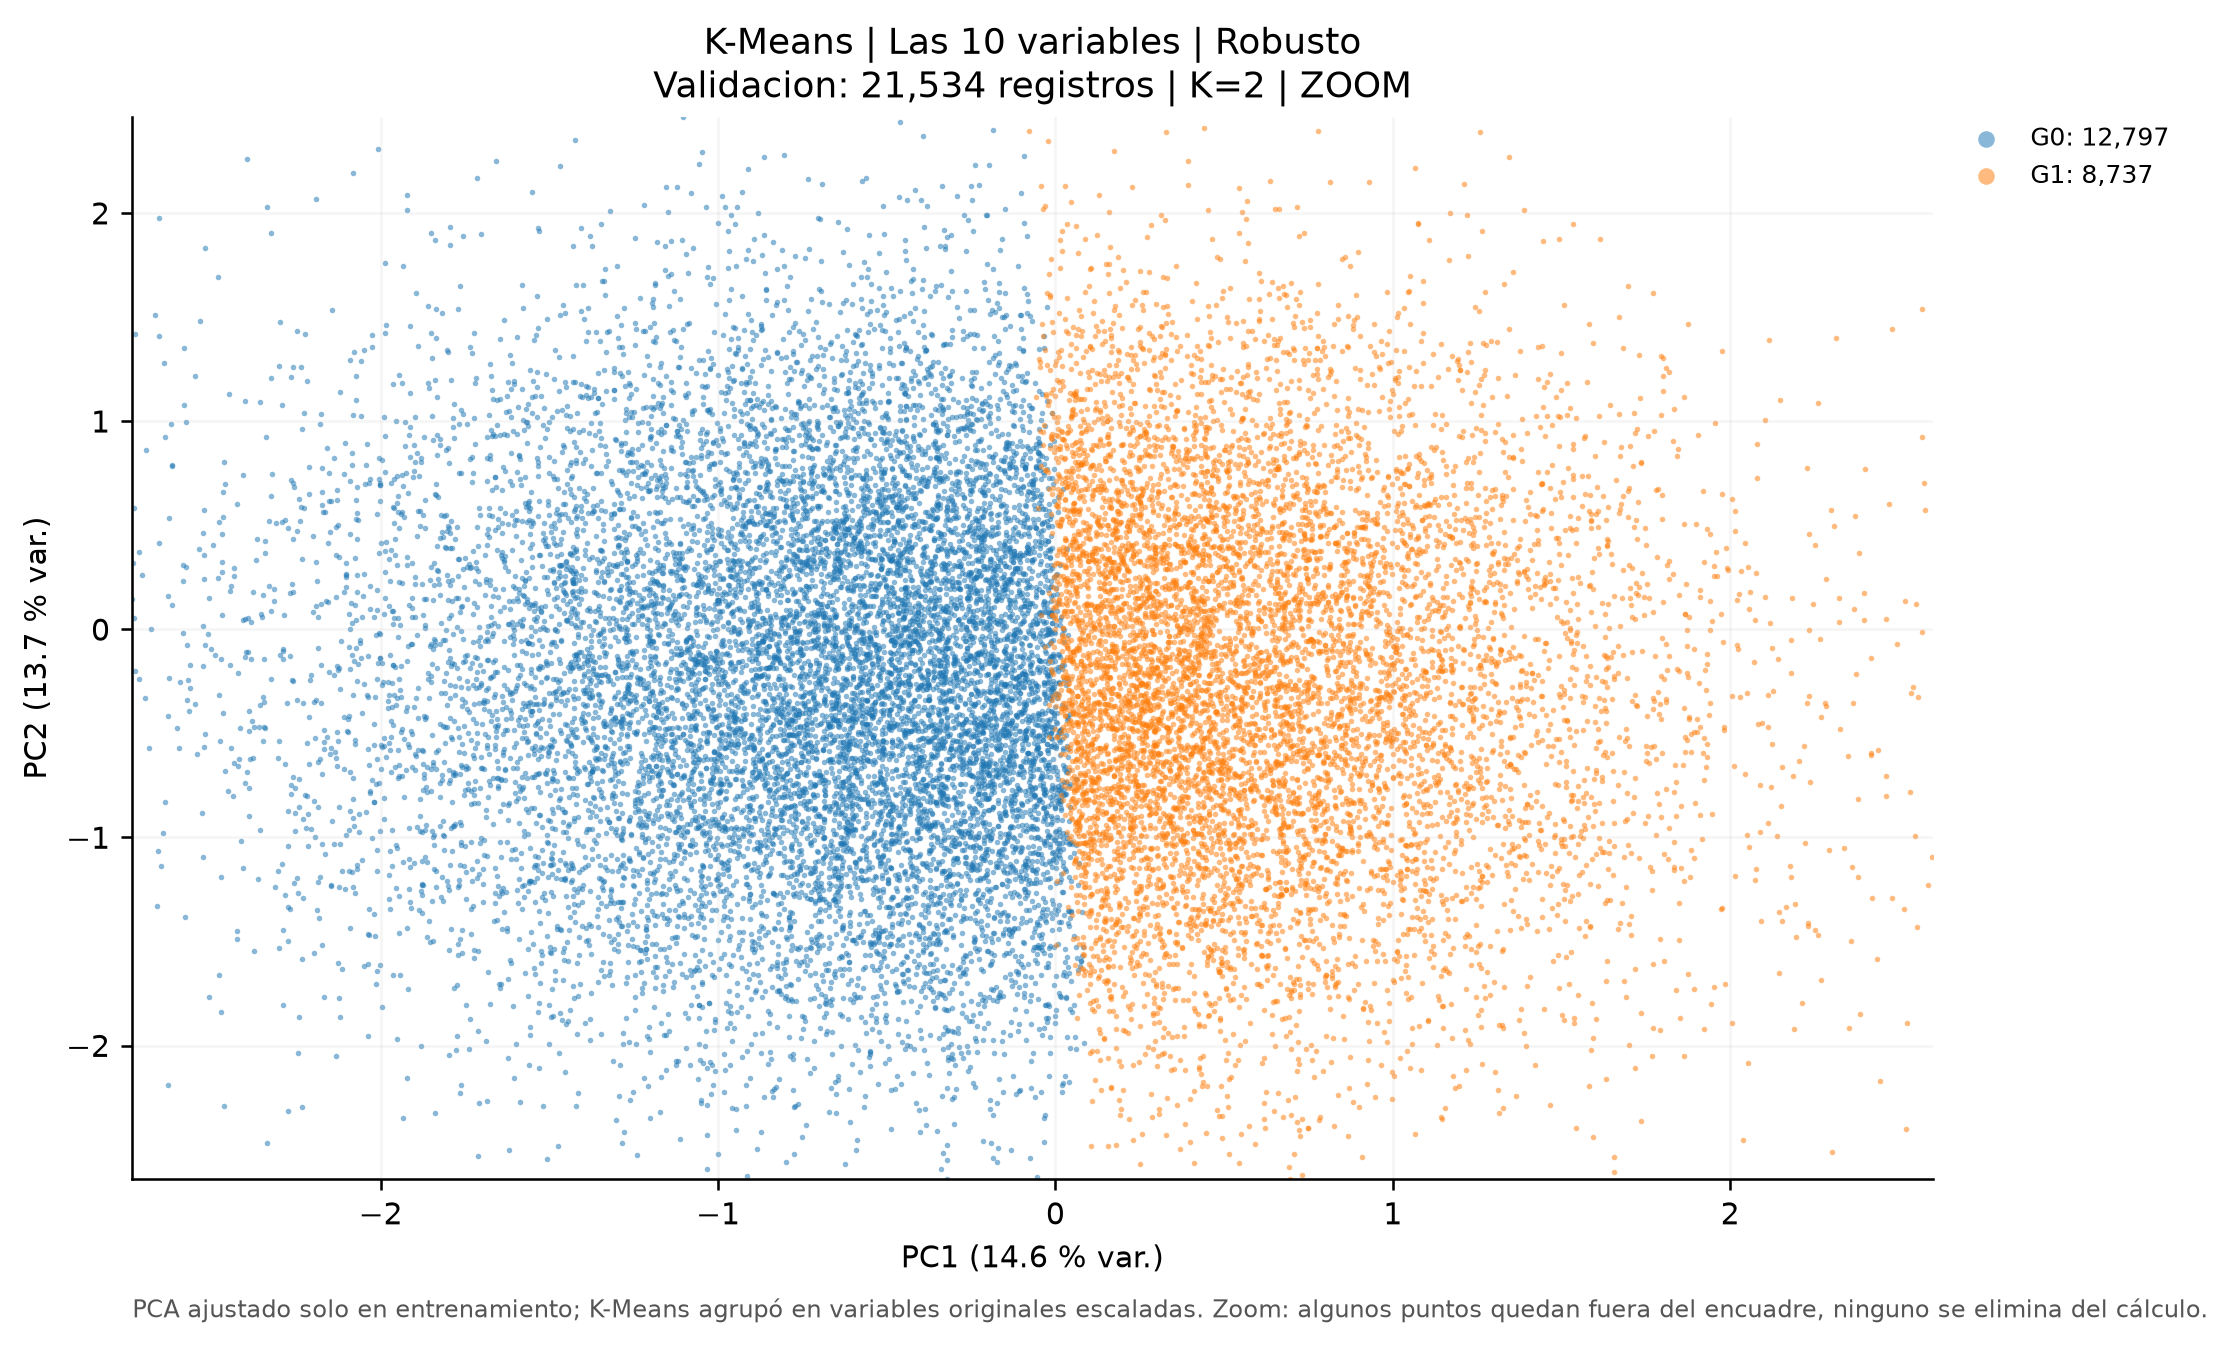 K-Means | Las 10 variables | Robusto
Validacion: 21,534 registros | K=2 | ZOOM
G0: 12,797
G1: 8,737
PC2 (13.7 % var.)
2
1
0
−1
−2
−2
−1
0
1
2
PC1 (14.6 % var.)
PCA ajustado solo en entrenamiento; K-Means agrupó en variables originales escaladas. Zoom: algunos puntos quedan fuera del encuadre, ninguno se elimina del cálculo.